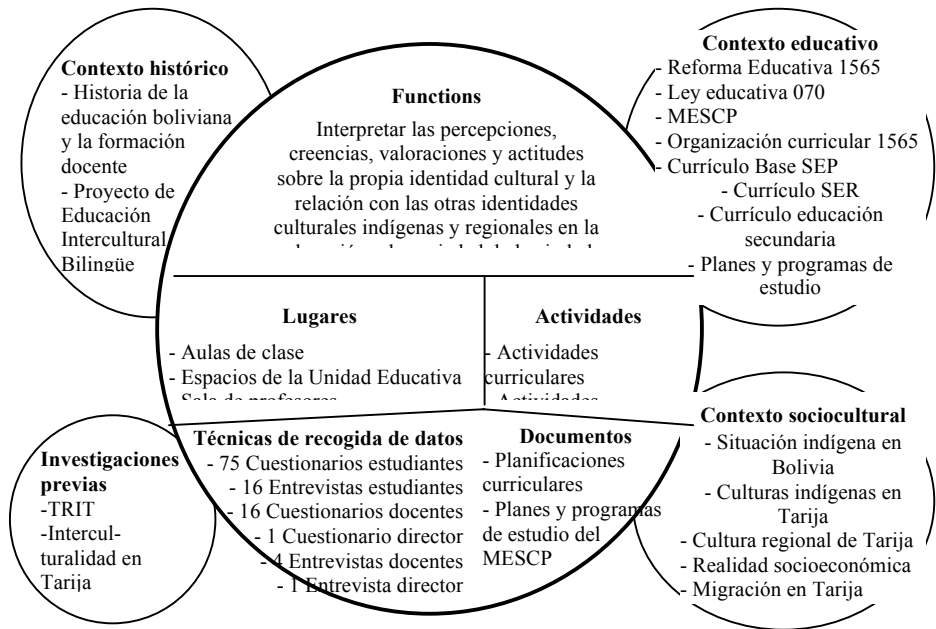 Contexto histórico
- Historia de la
educación boliviana
y la formación
docente
- Proyecto de
Educación
Intercultural
Bilingüe
Functions
Interpretar las percepciones,
creencias, valoraciones y actitudes
sobre la propia identidad cultural y la
relación con las otras identidades
culturales indígenas y regionales en la
Contexto educativo
- Reforma Educativa 1565
- Ley educativa 070
- MESCP
- Organización curricular 1565
- Currículo Base SEP
- Currículo SER
- Currículo educación
secundaria
- Planes y programas de
estudio
Lugares
- Aulas de clase
- Espacios de la Unidad Educativa
- Sala de profesores
Actividades
- Actividades
curriculares
- Actividades
Investigaciones
previas
-TRIT
-Intercul-
turalidad en
Tarija
Técnicas de recogida de datos
- 75 Cuestionarios estudiantes
- 16 Entrevistas estudiantes
- 16 Cuestionarios docentes
- 1 Cuestionario director
- 4 Entrevistas docentes
- 1 Entrevista director
Documentos
- Planificaciones
curriculares
- Planes y programas
de estudio del
MESCP
Contexto sociocultural
- Situación indígena en
Bolivia
- Culturas indígenas en
Tarija
- Cultura regional de Tarija
- Realidad socioeconómica
- Migración en Tarija